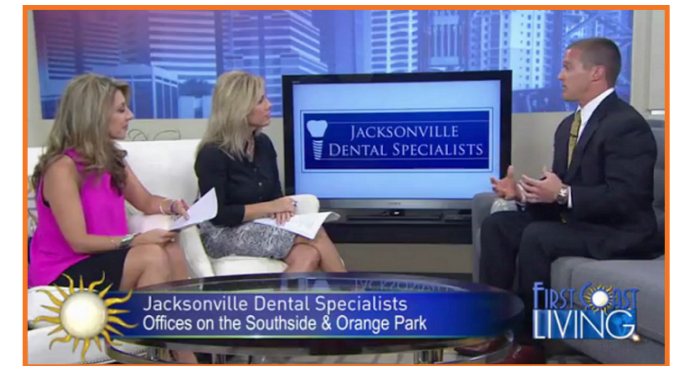 JACKSONVILLE
DENTAL SPECIALISTS
Jacksonville Dental Specialists
Offices on the Southside & Orange Park
FIRST COAST
LIVING